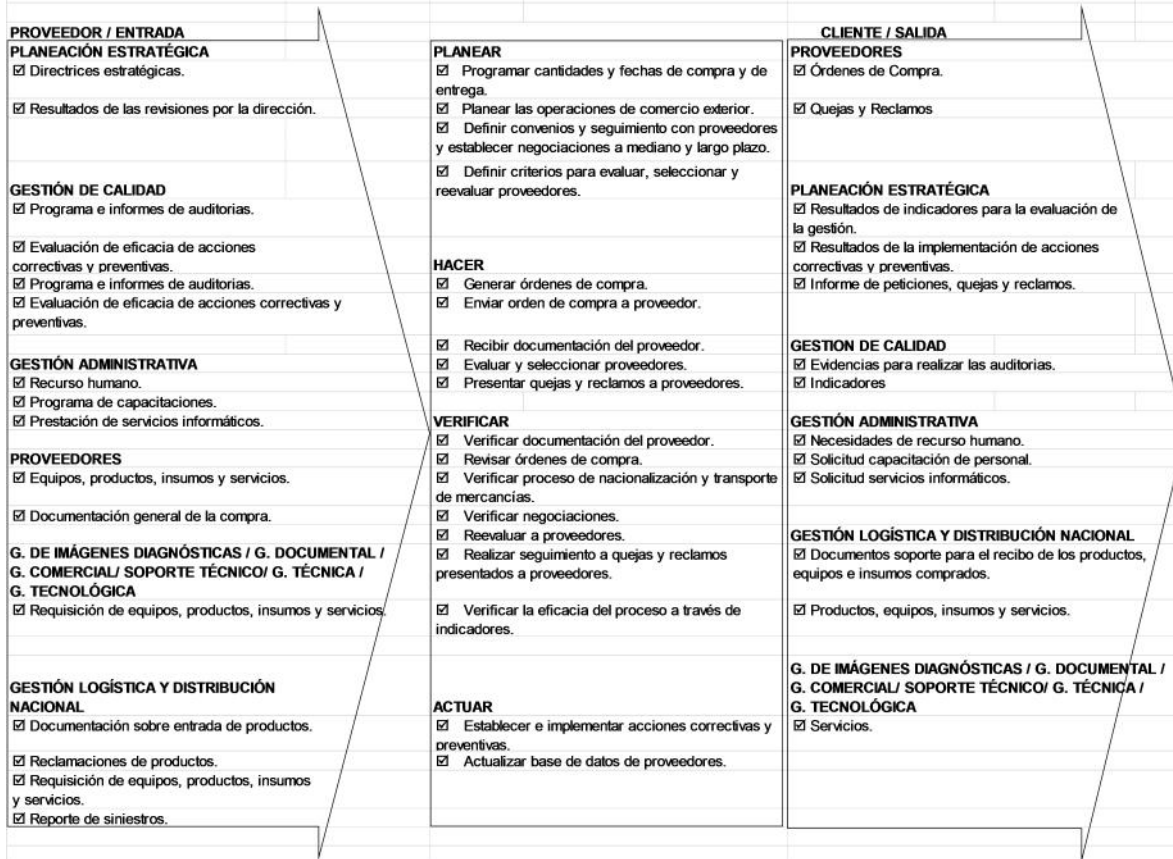 PROVEEDOR / ENTRADA
PLANEACIÓN ESTRATÉGICA
☑ Directrices estratégicas.
☑ Resultados de las revisiones por la dirección.
GESTIÓN DE CALIDAD
☑ Programa e informes de auditorias.
☑ Evaluación de eficacia de acciones
correctivas y preventivas.
☑ Programa e informes de auditorias.
☑ Evaluación de eficacia de acciones correctivas y
preventivas.
GESTIÓN ADMINISTRATIVA
☑ Recurso humano.
☑ Programa de capacitaciones.
☑ Prestación de servicios informáticos.
PROVEEDORES
☑ Equipos, productos, insumos y servicios.
☑ Documentación general de la compra.
G. DE IMÁGENES DIAGNÓSTICAS / G. DOCUMENTAL /
G. COMERCIAL/ SOPORTE TÉCNICO/ G. TÉCNICA /
G. TECNOLÓGICA
☑ Requisición de equipos, productos, insumos y servicios.
GESTIÓN LOGÍSTICA Y DISTRIBUCIÓN
NACIONAL
☑ Documentación sobre entrada de productos.
☑ Reclamaciones de productos.
☑ Requisición de equipos, productos, insumos
y servicios.
☑ Reporte de siniestros.
PLANEAR
☑ Programar cantidades y fechas de compra y de
entrega.
☑ Planear las operaciones de comercio exterior.
☑ Definir convenios y seguimiento con proveedores
y establecer negociaciones a mediano y largo plazo.
☑ Definir criterios para evaluar, seleccionar y
reevaluar proveedores.
HACER
☑ Generar órdenes de compra.
☑ Enviar orden de compra a proveedor.
☑ Recibir documentación del proveedor.
☑ Evaluar y seleccionar proveedores.
☑ Presentar quejas y reclamos a proveedores.
VERIFICAR
☑ Verificar documentación del proveedor.
☑ Revisar órdenes de compra.
☑ Verificar proceso de nacionalización y transporte
de mercancías.
☑ Verificar negociaciones.
☑ Reevaluar a proveedores.
☑ Realizar seguimiento a quejas y reclamos
presentados a proveedores.
☑ Verificar la eficacia del proceso a través de
indicadores.
ACTUAR
☑ Establecer e implementar acciones correctivas y
preventivas.
☑ Actualizar base de datos de proveedores.
CLIENTE / SALIDA
PROVEEDORES
☑ Órdenes de Compra.
☑ Quejas y Reclamos
PLANEACIÓN ESTRATÉGICA
☑ Resultados de indicadores para la evaluación de
la gestión.
☑ Resultados de la implementación de acciones
correctivas y preventivas.
☑ Informe de peticiones, quejas y reclamos.
GESTION DE CALIDAD
☑ Evidencias para realizar las auditorias.
☑ Indicadores
GESTIÓN ADMINISTRATIVA
☑ Necesidades de recurso humano.
☑ Solicitud capacitación de personal.
☑ Solicitud servicios informáticos.
GESTIÓN LOGÍSTICA Y DISTRIBUCIÓN NACIONAL
☑ Documentos soporte para el recibo de los productos,
equipos e insumos comprados.
☑ Productos, equipos, insumos y servicios.
G. DE IMÁGENES DIAGNÓSTICAS / G. DOCUMENTAL /
G. COMERCIAL/ SOPORTE TÉCNICO/ G. TÉCNICA /
G. TECNOLÓGICA
☑ Servicios.